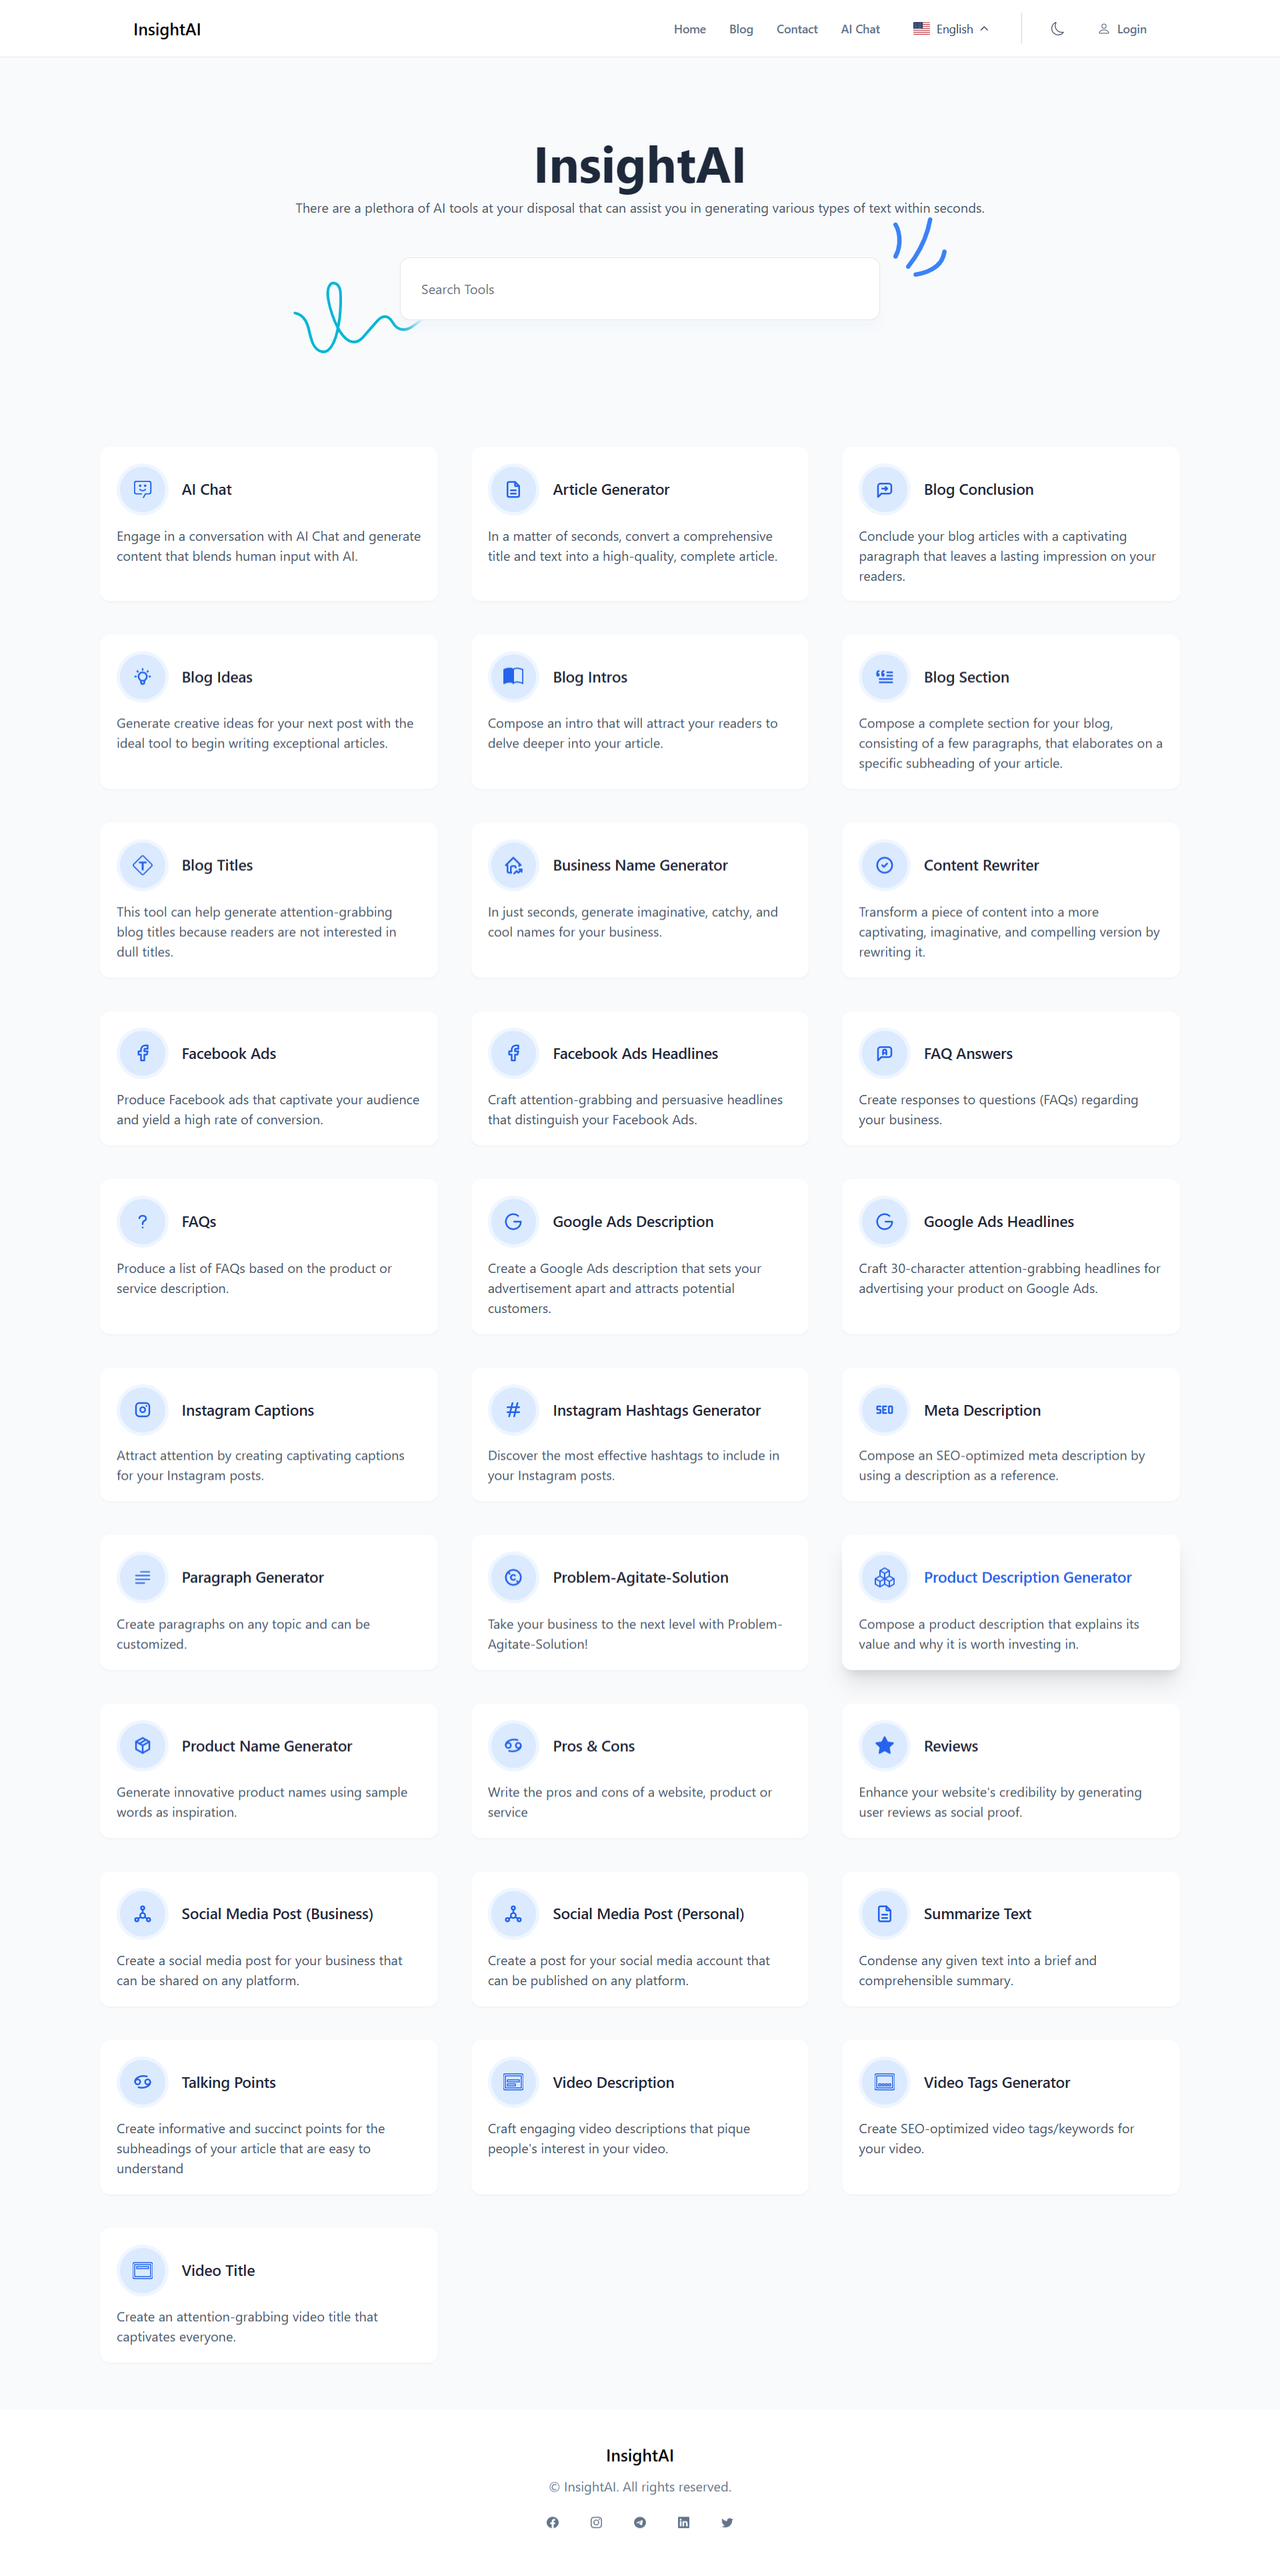 InsightAI
Home Blog Contact AI Chat English Login
InsightAI
There are a plethora of AI tools at your disposal that can assist you in generating various types of text within seconds.
Search Tools
AI Chat
Engage in a conversation with AI Chat and generate
content that blends human input with AI.
Article Generator
In a matter of seconds, convert a comprehensive
title and text into a high-quality, complete article.
Blog Conclusion
Conclude your blog articles with a captivating
paragraph that leaves a lasting impression on your
readers.
Blog Ideas
Generate creative ideas for your next post with the
ideal tool to begin writing exceptional articles.
Blog Intros
Compose an intro that will attract your readers to
delve deeper into your article.
Blog Section
Compose a complete section for your blog,
consisting of a few paragraphs, that elaborates on a
specific subheading of your article.
T
Blog Titles
This tool can help generate attention-grabbing
blog titles because readers are not interested in
dull titles.
Business Name Generator
In just seconds, generate imaginative, catchy, and
cool names for your business.
Content Rewriter
Transform a piece of content into a more
captivating, imaginative, and compelling version by
rewriting it.
Facebook Ads
Produce Facebook ads that captivate your audience
and yield a high rate of conversion.
Facebook Ads Headlines
Craft attention-grabbing and persuasive headlines
that distinguish your Facebook Ads.
FAQ Answers
Create responses to questions (FAQs) regarding
your business.
?
FAQs
Produce a list of FAQs based on the product or
service description.
Google Ads Description
Create a Google Ads description that sets your
advertisement apart and attracts potential
customers.
Google Ads Headlines
Craft 30-character attention-grabbing headlines for
advertising your product on Google Ads.
Instagram Captions
Attract attention by creating captivating captions
for your Instagram posts.
#
Instagram Hashtags Generator
Discover the most effective hashtags to include in
your Instagram posts.
SEO
Meta Description
Compose an SEO-optimized meta description by
using a description as a reference.
Paragraph Generator
Create paragraphs on any topic and can be
customized.
Problem-Agitate-Solution
Take your business to the next level with Problem-
Agitate-Solution!
Product Description Generator
Compose a product description that explains its
value and why it is worth investing in.
Product Name Generator
Generate innovative product names using sample
words as inspiration.
Pros & Cons
Write the pros and cons of a website, product or
service
Reviews
Enhance your website's credibility by generating
user reviews as social proof.
Social Media Post (Business)
Create a social media post for your business that
can be shared on any platform.
Social Media Post (Personal)
Create a post for your social media account that
can be published on any platform.
Summarize Text
Condense any given text into a brief and
comprehensible summary.
Talking Points
Create informative and succinct points for the
subheadings of your article that are easy to
understand
Video Description
Craft engaging video descriptions that pique
people's interest in your video.
Video Tags Generator
Create SEO-optimized video tags/keywords for
your video.
Video Title
Create an attention-grabbing video title that
captivates everyone.
InsightAI
© InsightAI. All rights reserved.